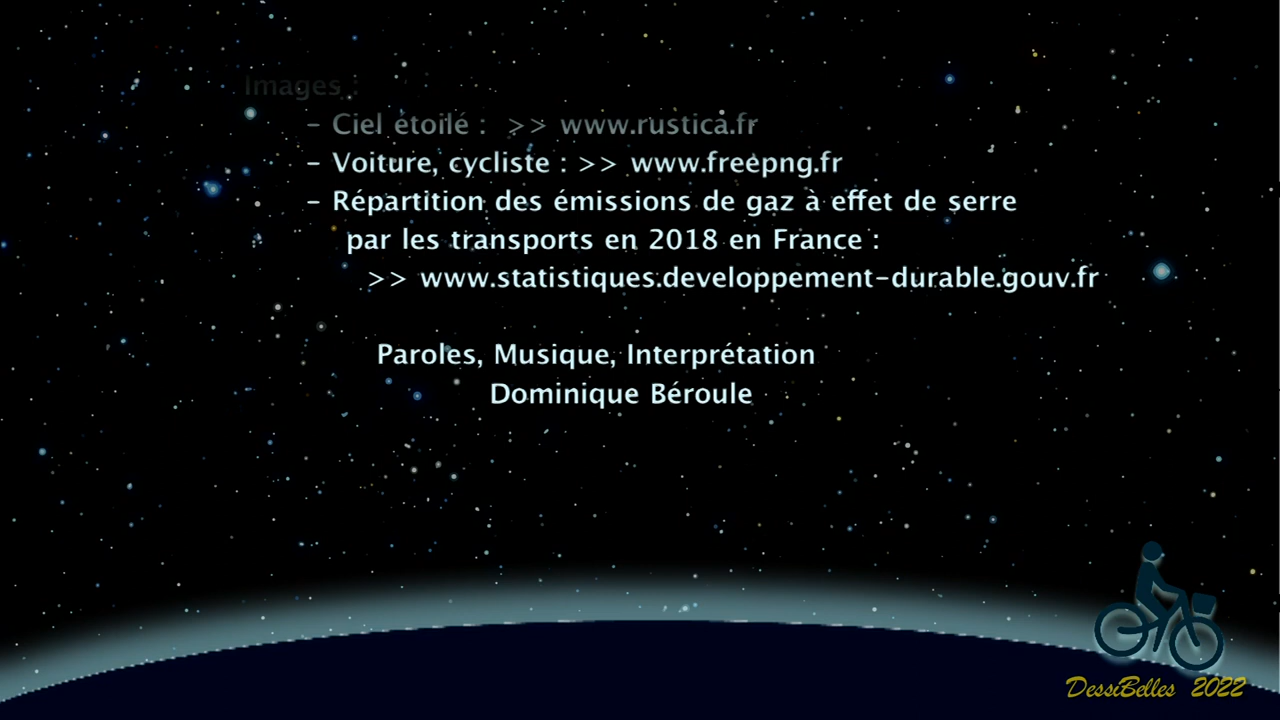 Images :
- Ciel étoilé : >> www.rustica.fr
- Voiture, cycliste : >> www.freepng.fr
- Répartition des émissions de gaz à effet de serre
par les transports en 2018 en France :
>> www.statistiques.developpement-durable.gouv.fr
Paroles, Musique, Interprétation
Dominique Béroule
DessiBelles 2022